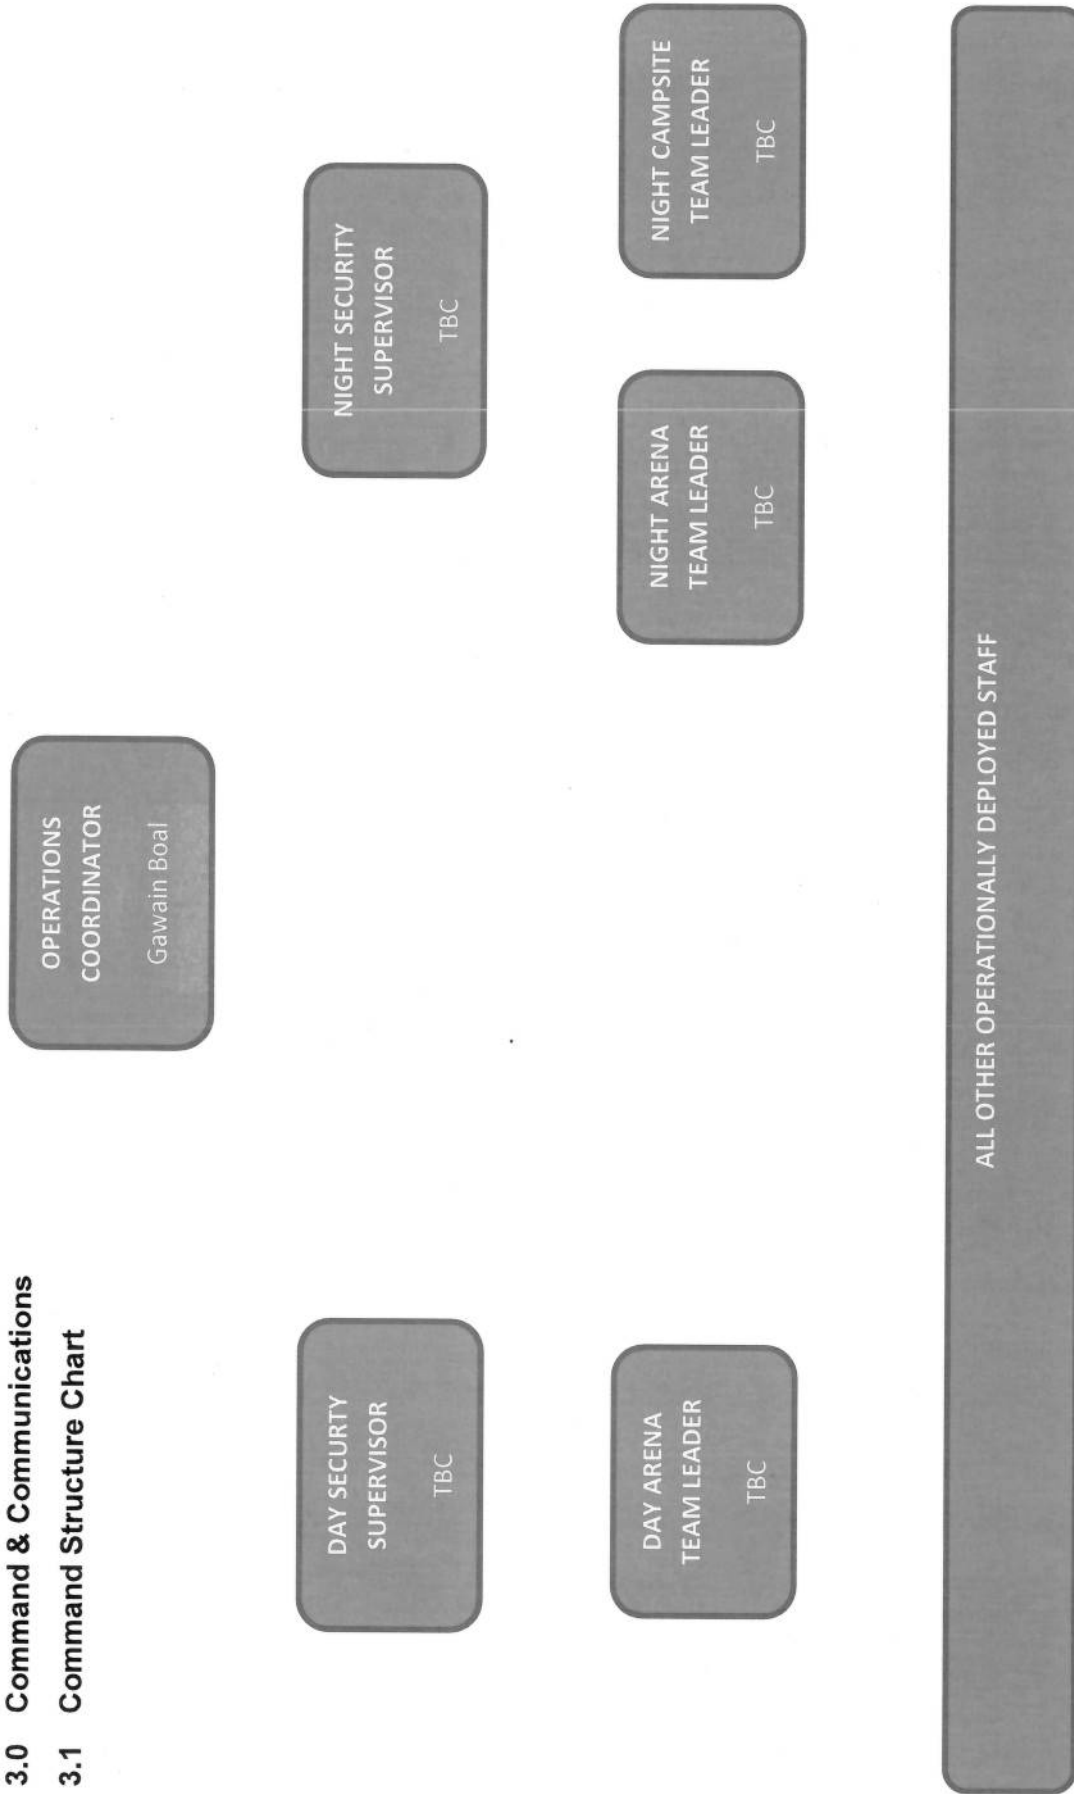 3.0 Command & Communications
3.1 Command Structure Chart
OPERATIONS
COORDINATOR
Gawain Boal
DAY SECURTY
SUPERVISOR
TBC
NIGHT SECURITY
SUPERVISOR
TBC
DAY ARENA
TEAM LEADER
TBC
NIGHT ARENA
TEAM LEADER
TBC
NIGHT CAMPSITE
TEAM LEADER
TBC
ALL OTHER OPERATIONALLY DEPLOYED STAFF